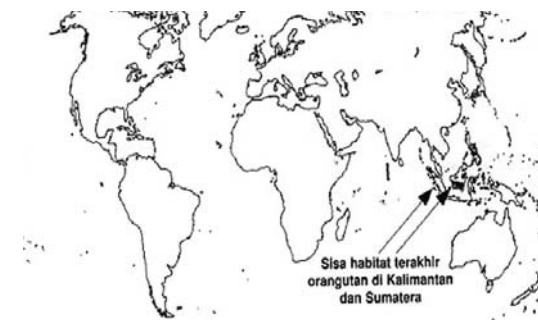 Sisa habitat terakhir
orangutan di Kalimantan
dan Sumatera